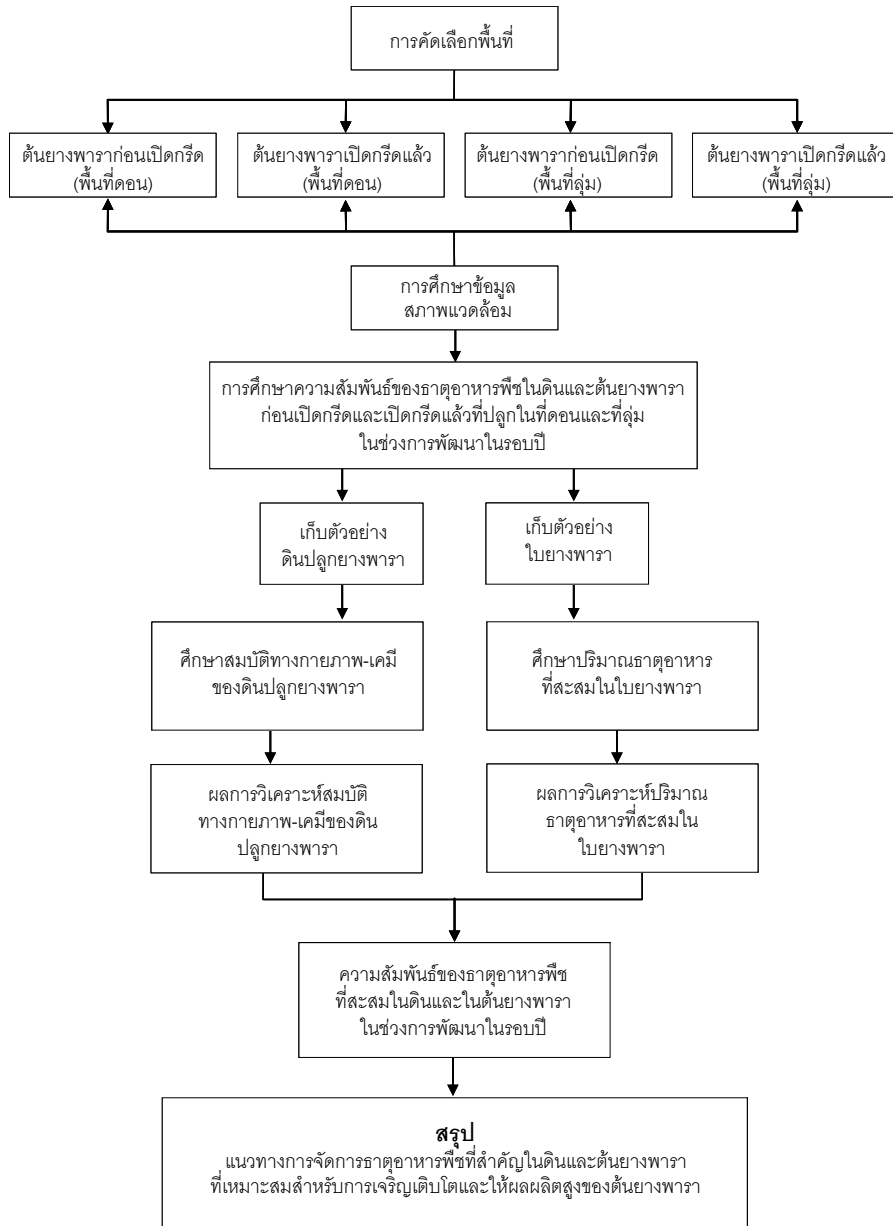 การคัดเลือกพื้นที่
ต้นยางพาราก่อนเปิดกรีด
(พื้นที่ดอน)
ต้นยางพาราเปิดกรีดแล้ว
(พื้นที่ดอน)
ต้นยางพาราก่อนเปิดกรีด
(พื้นที่ลุ่ม)
ต้นยางพาราเปิดกรีดแล้ว
(พื้นที่ลุ่ม)
การศึกษาข้อมูล
สภาพแวดล้อม
การศึกษาความสัมพันธ์ของธาตุอาหารพืชในดินและต้นยางพารา
ก่อนเปิดกรีดและเปิดกรีดแล้วที่ปลูกในที่ดอนและที่ลุ่ม
ในช่วงการพัฒนาในรอบปี
เก็บตัวอย่าง
ดินปลูกยางพารา
เก็บตัวอย่าง
ใบยางพารา
ศึกษาสมบัติทางกายภาพ-เคมี
ของดินปลูกยางพารา
ศึกษาปริมาณธาตุอาหาร
ที่สะสมในใบยางพารา
ผลการวิเคราะห์สมบัติ
ทางกายภาพ-เคมีของดิน
ปลูกยางพารา
ผลการวิเคราะห์ปริมาณ
ธาตุอาหารที่สะสมใน
ใบยางพารา
ความสัมพันธ์ของธาตุอาหารพืช
ที่สะสมในดินและในต้นยางพารา
ในช่วงการพัฒนาในรอบปี
สรุป
แนวทางการจัดการธาตุอาหารพืชที่สำคัญในดินและต้นยางพารา
ที่เหมาะสมสำหรับการเจริญเติบโตและให้ผลผลิตสูงของต้นยางพารา